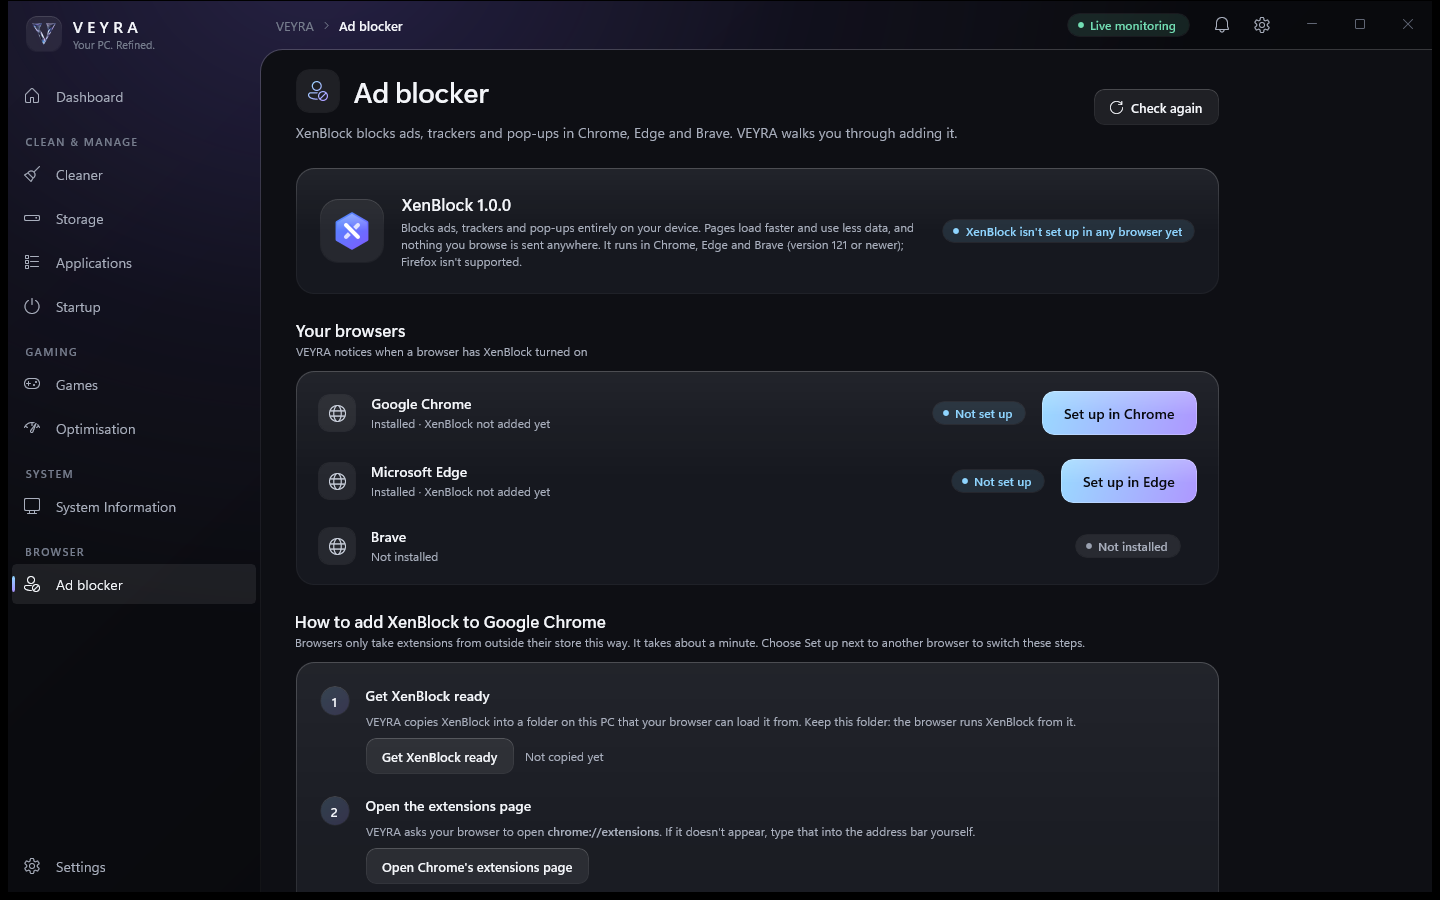 VEYRA
Your PC. Refined.
VEYRA > Ad blocker
Live monitoring
Dashboard
CLEAN & MANAGE
Cleaner
Storage
Applications
Startup
GAMING
Games
Optimisation
SYSTEM
System Information
BROWSER
Ad blocker
Settings
Ad blocker
XenBlock blocks ads, trackers and pop-ups in Chrome, Edge and Brave. VEYRA walks you through adding it.
Check again
XenBlock 1.0.0
Blocks ads, trackers and pop-ups entirely on your device. Pages load faster and use less data, and
nothing you browse is sent anywhere. It runs in Chrome, Edge and Brave (version 121 or newer);
Firefox isn't supported.
XenBlock isn't set up in any browser yet
Your browsers
VEYRA notices when a browser has XenBlock turned on
Google Chrome
Installed · XenBlock not added yet
Not set up
Set up in Chrome
Microsoft Edge
Installed · XenBlock not added yet
Not set up
Set up in Edge
Brave
Not installed
Not installed
How to add XenBlock to Google Chrome
Browsers only take extensions from outside their store this way. It takes about a minute. Choose Set up next to another browser to switch these steps.
1
Get XenBlock ready
VEYRA copies XenBlock into a folder on this PC that your browser can load it from. Keep this folder: the browser runs XenBlock from it.
Get XenBlock ready
Not copied yet
2
Open the extensions page
VEYRA asks your browser to open chrome://extensions. If it doesn't appear, type that into the address bar yourself.
Open Chrome's extensions page